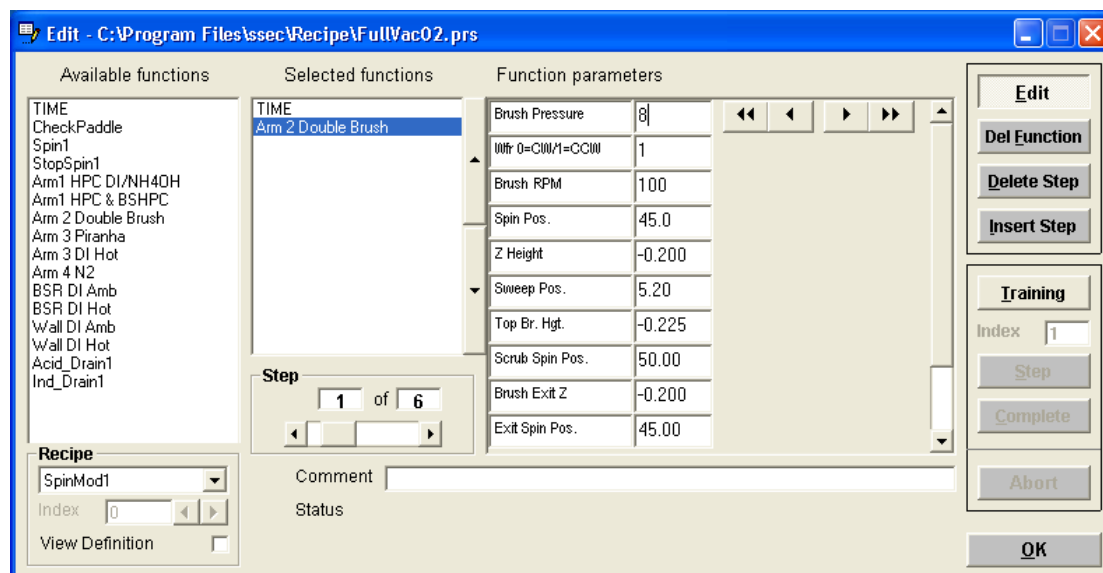 Edit - C:\Program Files\ssec\Recipe\FullVac02.prs
Available functions
TIME
CheckPaddle
Spin1
StopSpin1
Arm1 HPC DI/NH4OH
Arm1 HPC & BSHPC
Arm 2 Double Brush
Arm 3 Piranha
Arm 3 DI Hot
Arm 4 N2
BSR DI Amb
BSR DI Hot
Wall DI Amb
Wall DI Hot
Acid_Drain1
Ind_Drain1
Selected functions
TIME
Arm 2 Double Brush
Step
1 of 6
Function parameters
Brush Pressure 8
Wfr 0=CW/1=CCW 1
Brush RPM 100
Spin Pos. 45.0
Z Height -0.200
Sweep Pos. 5.20
Top Br. Hgt. -0.225
Scrub Spin Pos. 50.00
Brush Exit Z -0.200
Exit Spin Pos. 45.00
Edit
Del Function
Delete Step
Insert Step
Training
Index 1
Step
Complete
Abort
OK
Recipe
SpinMod1
Index 0
View Definition
Comment
Status